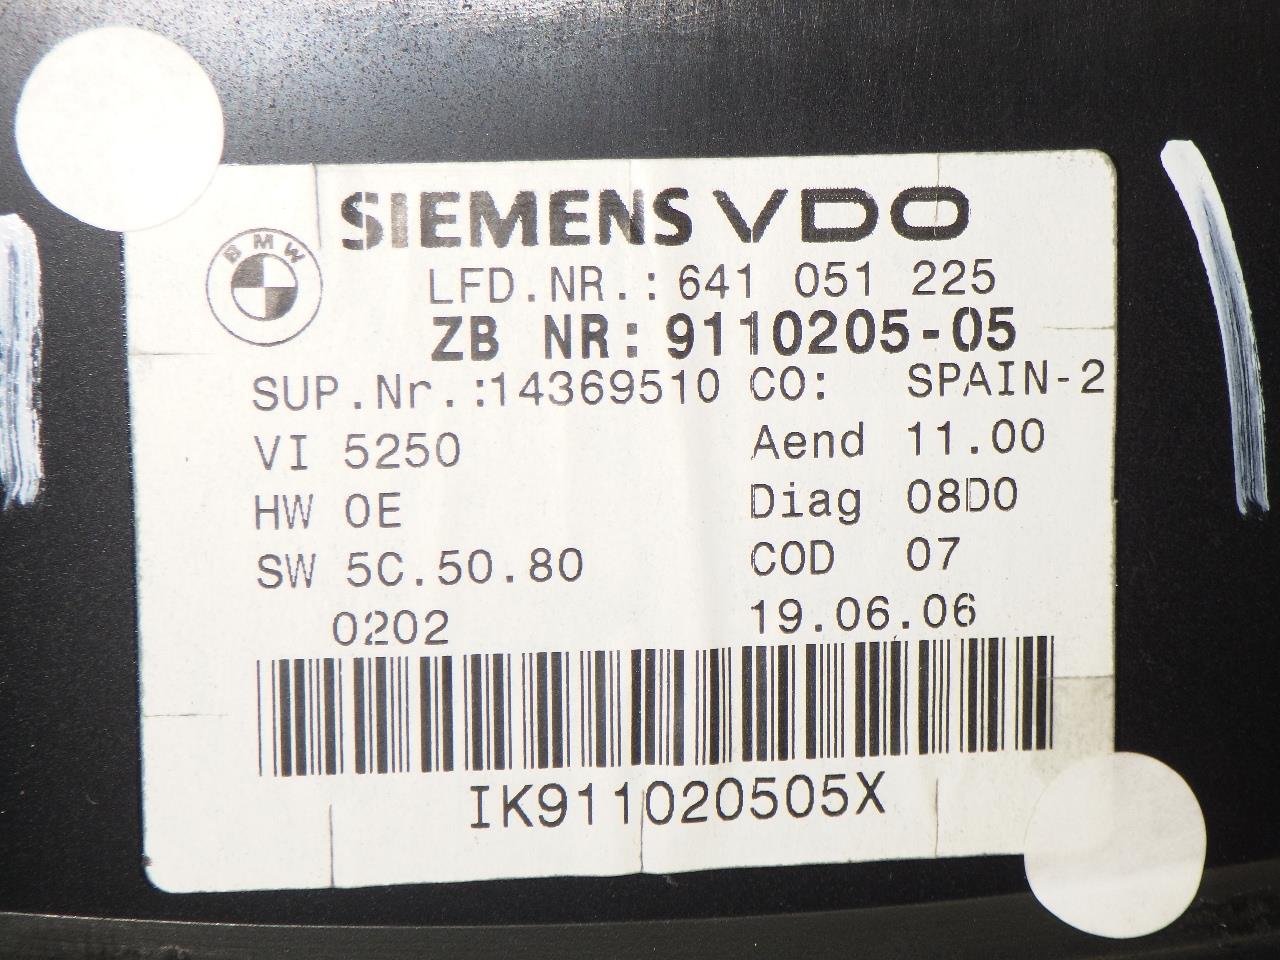 SIEMENS VDO
BMW
LFD.NR.: 641 051 225
ZB NR: 9110205-05
SUP.Nr.:14369510 CO: SPAIN-2
VI 5250 Aend 11.00
HW 0E Diag 08D0
SW 5C.50.80 COD 07
0202 19.06.06
IK911020505X